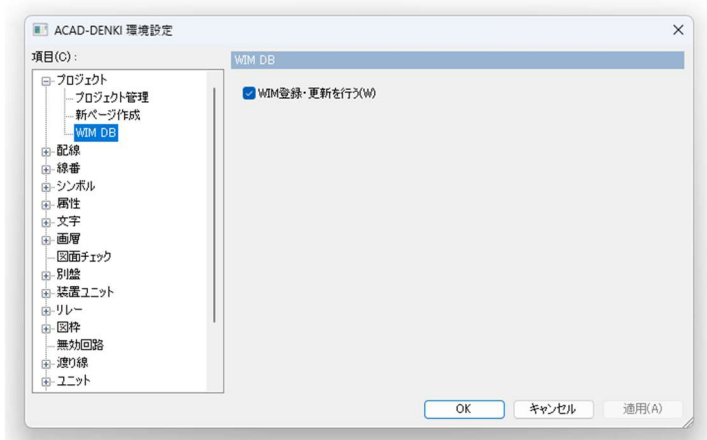 ACAD-DENKI 環境設定
項目(C):
WIM DB
プロジェクト
プロジェクト管理
新ページ作成
WIM DB
配線
線番
シンボル
属性
文字
画層
図面チェック
別盤
装置ユニット
リレー
図枠
無効回路
渡り線
ユニット
WIM登録・更新を行う(W)
OK
キャンセル
適用(A)